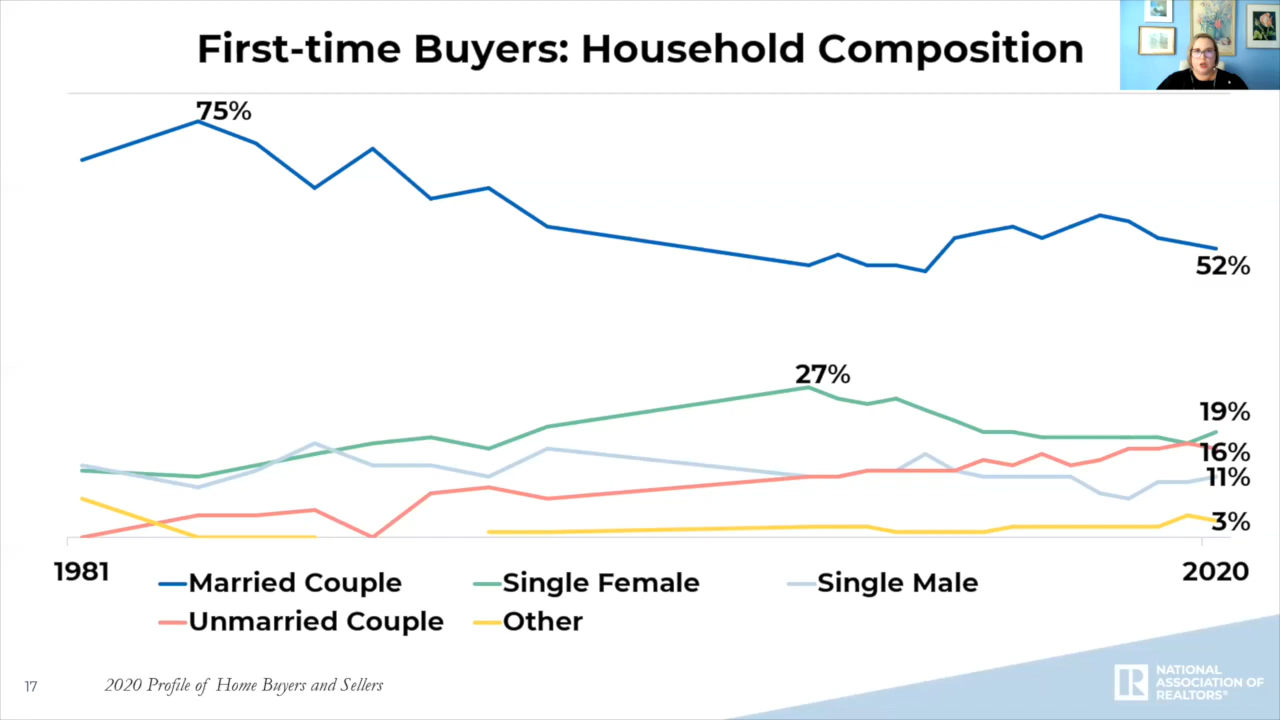 First-time Buyers: Household Composition
75%
52%
27%
19%
16%
11%
3%
1981
2020
Married Couple
Single Female
Single Male
Unmarried Couple
Other
17
2020 Profile of Home Buyers and Sellers
NATIONAL
ASSOCIATION OF
REALTORS®